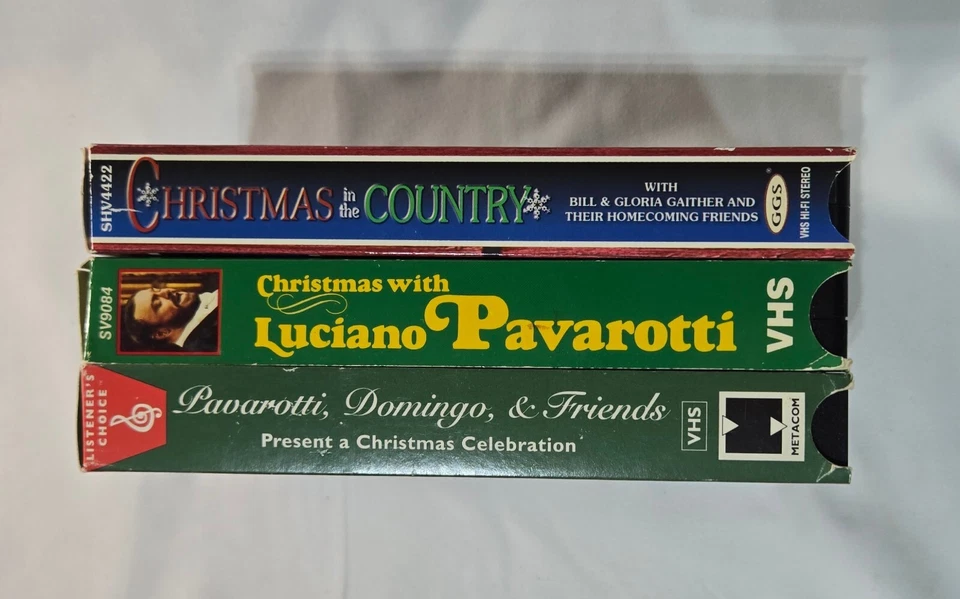 SHV4422
CHRISTMAS in the COUNTRY
WITH
BILL & GLORIA GAITHER AND
THEIR HOMECOMING FRIENDS
GGS
VHS HI-FI STEREO
SV9084
Christmas with
Luciano Pavarotti
VHS
LISTENER'S
CHOICE
Pavarotti, Domingo, & Friends
Present a Christmas Celebration
VHS
METACOM